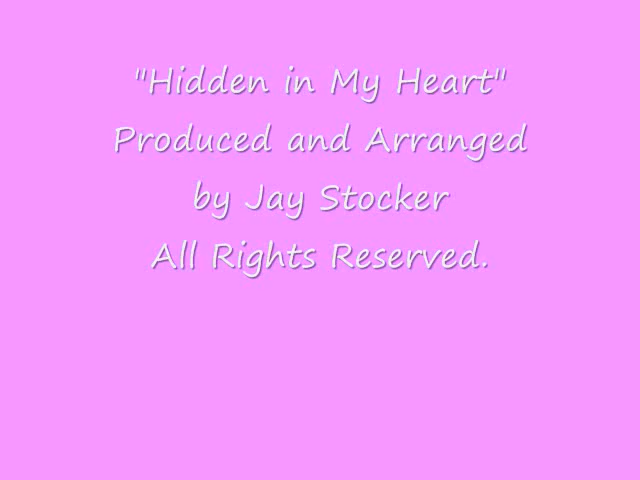 "Hidden in My Heart"
Produced and Arranged
by Jay Stocker
All Rights Reserved.